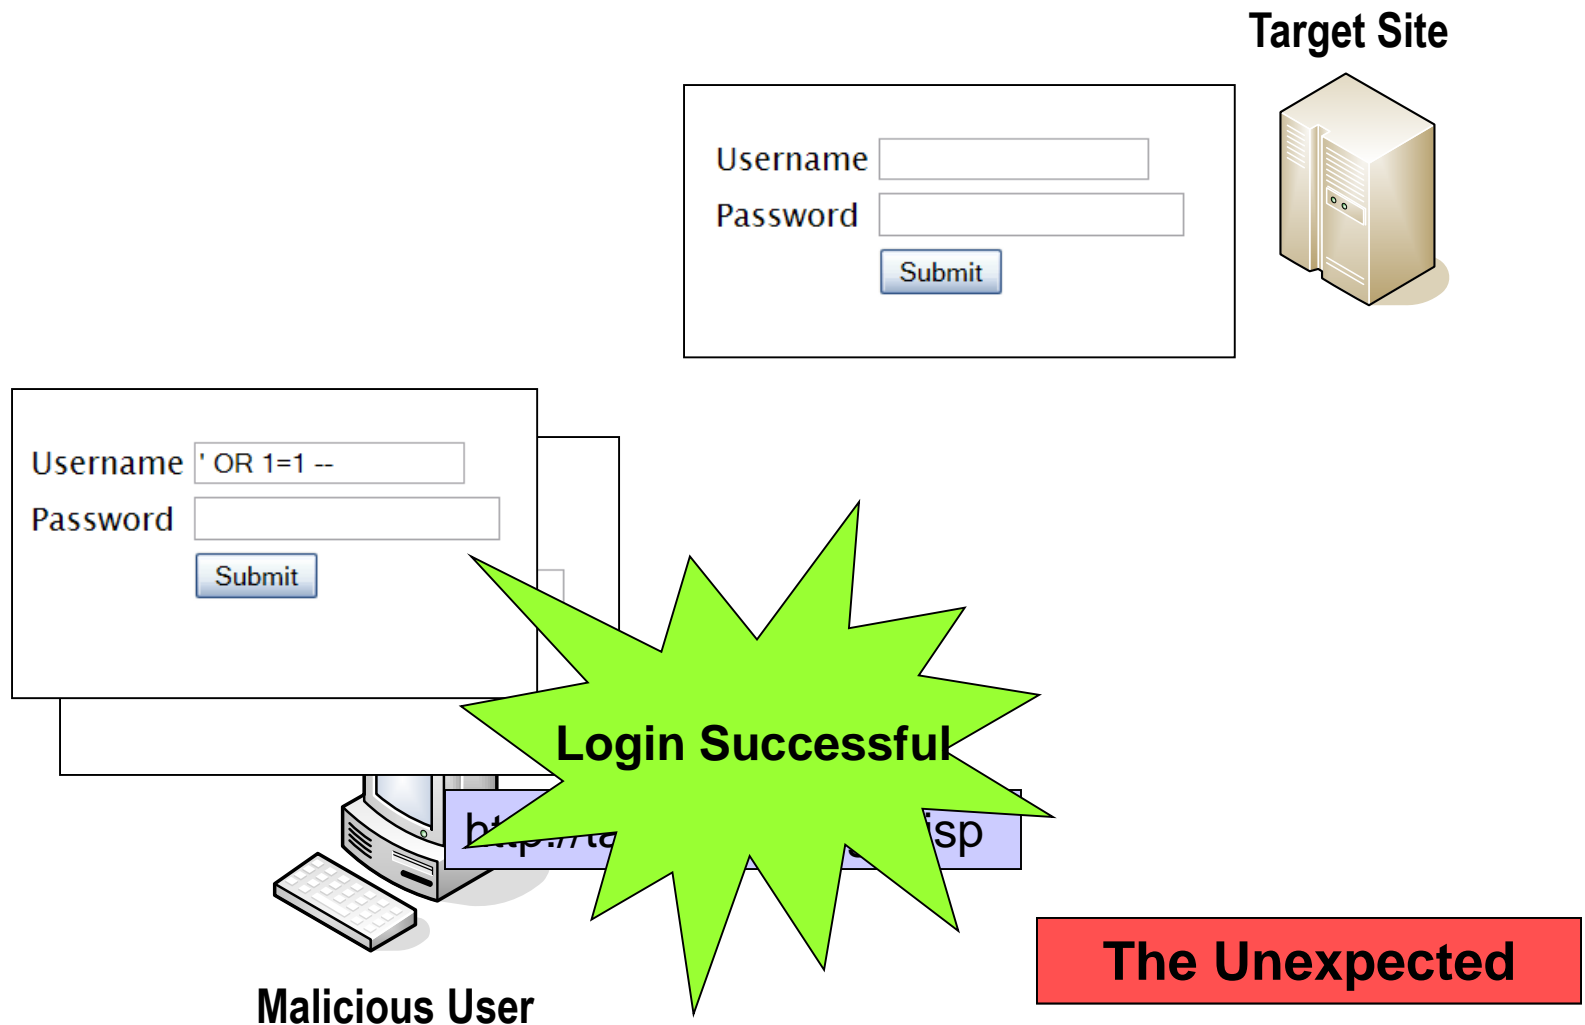 Target Site
Username
Password
Submit
Username ' OR 1=1 --
Password
Submit
Login Successful
The Unexpected
Malicious User